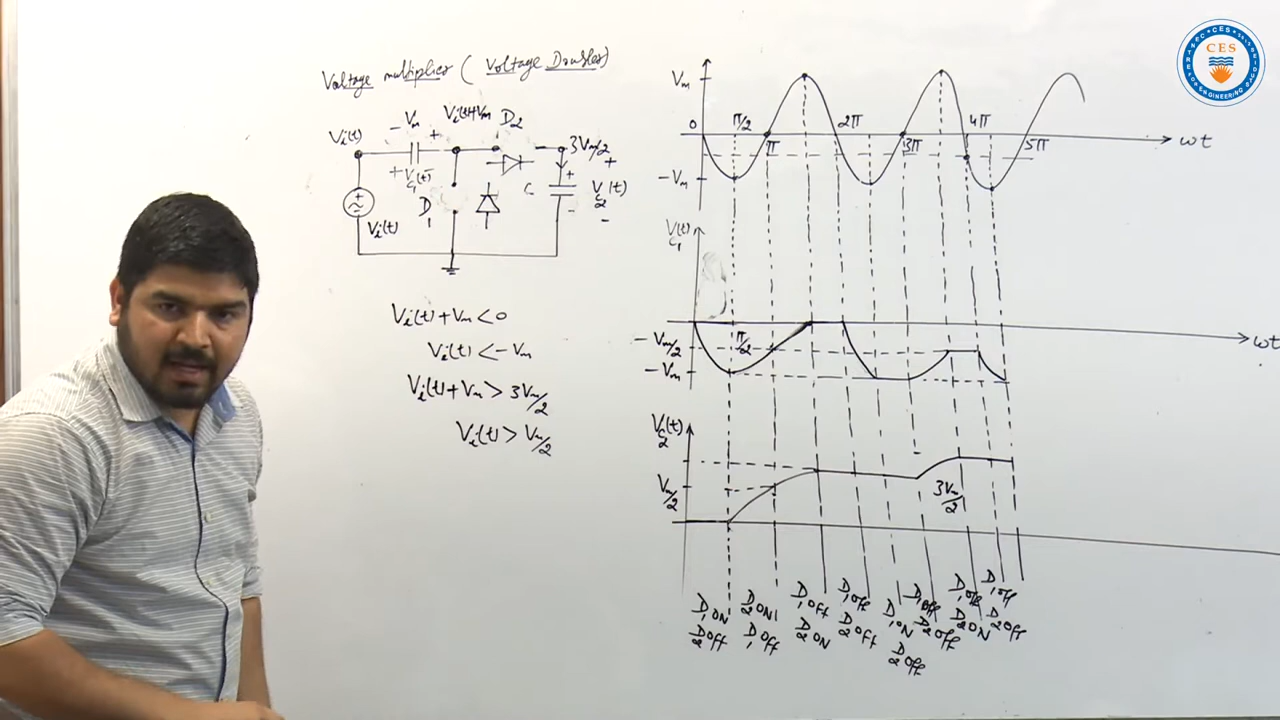 Voltage multiplier (Voltage Doubler)
Vi(t)
- Vm +
Vi(t)+Vm
D2
3Vm/2
+ VC1(t) -
D1
C
+
-
+
VC2(t)
-
Vi(t)
Vi(t)+Vm<0
Vi(t)<-Vm
Vi(t)+Vm>3Vm/2
Vi(t)>Vm/2
Vm
0
π/2
π
2π
3π
4π
5π
ωt
-Vm
VC1(t)
π/2
ωt
-Vm/2
-Vm
VC2(t)
Vm/2
3Vm/2
D1 ON
D2 Off
D2 ON
D1 Off
D1 Off
D2 ON
D1 Off
D2 Off
D1 ON
D2 Off
D1 Off
D2 Off
D1 Off
D2 ON
D1 Off
D2 Off
CES